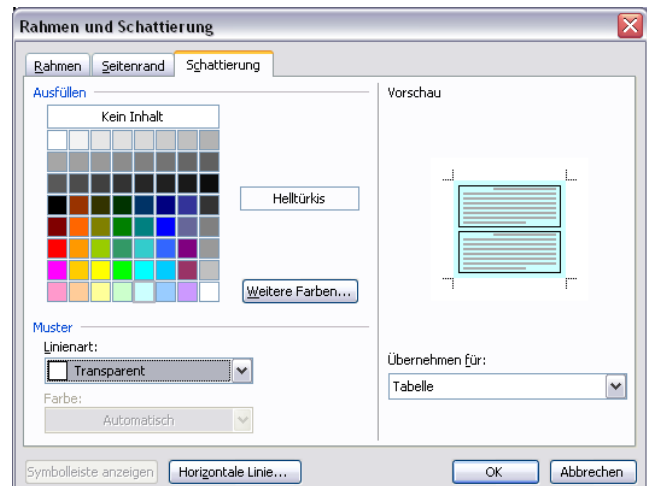 Rahmen und Schattierung
Rahmen Seitenrand Schattierung
Ausfüllen
Kein Inhalt
Helltürkis
Weitere Farben...
Muster
Linienart:
Transparent
Farbe:
Automatisch
Vorschau
Übernehmen für:
Tabelle
Symbolleiste anzeigen Horizontale Linie... OK Abbrechen